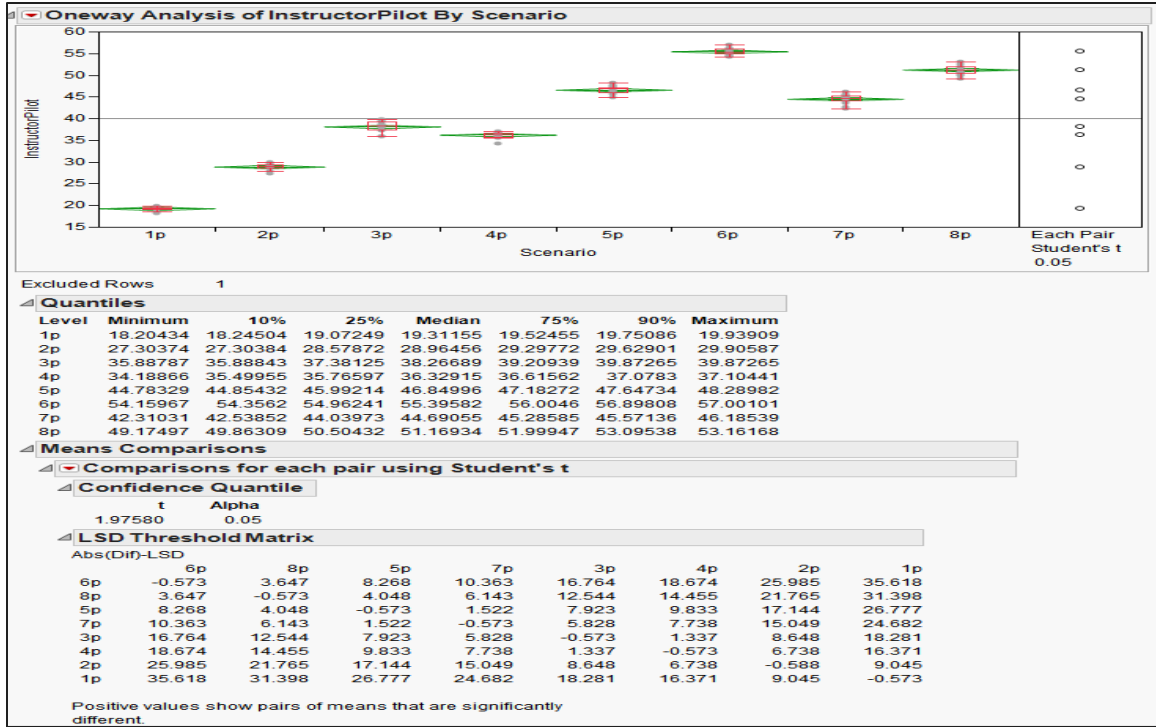 Oneway Analysis of InstructorPilot By Scenario
60
55
50
45
40
35
30
25
20
15
InstructorPilot
1p 2p 3p 4p 5p 6p 7p 8p
Scenario
Each Pair
Student's t
0.05
Excluded Rows 1
Quantiles
Level Minimum 10% 25% Median 75% 90% Maximum
1p 18.20434 18.24504 19.07249 19.31155 19.52455 19.75086 19.93909
2p 27.30374 27.30384 28.57872 28.96456 29.29772 29.62901 29.90587
3p 35.88787 35.88843 37.38125 38.26689 39.20939 39.87265 39.87265
4p 34.18866 35.49955 35.76597 36.32915 36.61562 37.0783 37.10441
5p 44.78329 44.85432 45.99214 46.84996 47.18272 47.64734 48.28982
6p 54.15967 54.3562 54.96241 55.39582 56.0046 56.89808 57.00101
7p 42.31031 42.53852 44.03973 44.69055 45.28585 45.57136 46.18539
8p 49.17497 49.86309 50.50432 51.16934 51.99947 53.09538 53.16168
Means Comparisons
Comparisons for each pair using Student's t
Confidence Quantile
t Alpha
1.97580 0.05
LSD Threshold Matrix
Abs(Dif)-LSD
6p 8p 5p 7p 3p 4p 2p 1p
6p -0.573 3.647 8.268 10.363 16.764 18.674 25.985 35.618
8p 3.647 -0.573 4.048 6.143 12.544 14.455 21.765 31.398
5p 8.268 4.048 -0.573 1.522 7.923 9.833 17.144 26.777
7p 10.363 6.143 1.522 -0.573 5.828 7.738 15.049 24.682
3p 16.764 12.544 7.923 5.828 -0.573 1.337 8.648 18.281
4p 18.674 14.455 9.833 7.738 1.337 -0.573 6.738 16.371
2p 25.985 21.765 17.144 15.049 8.648 6.738 -0.588 9.045
1p 35.618 31.398 26.777 24.682 18.281 16.371 9.045 -0.573
Positive values show pairs of means that are significantly
different.